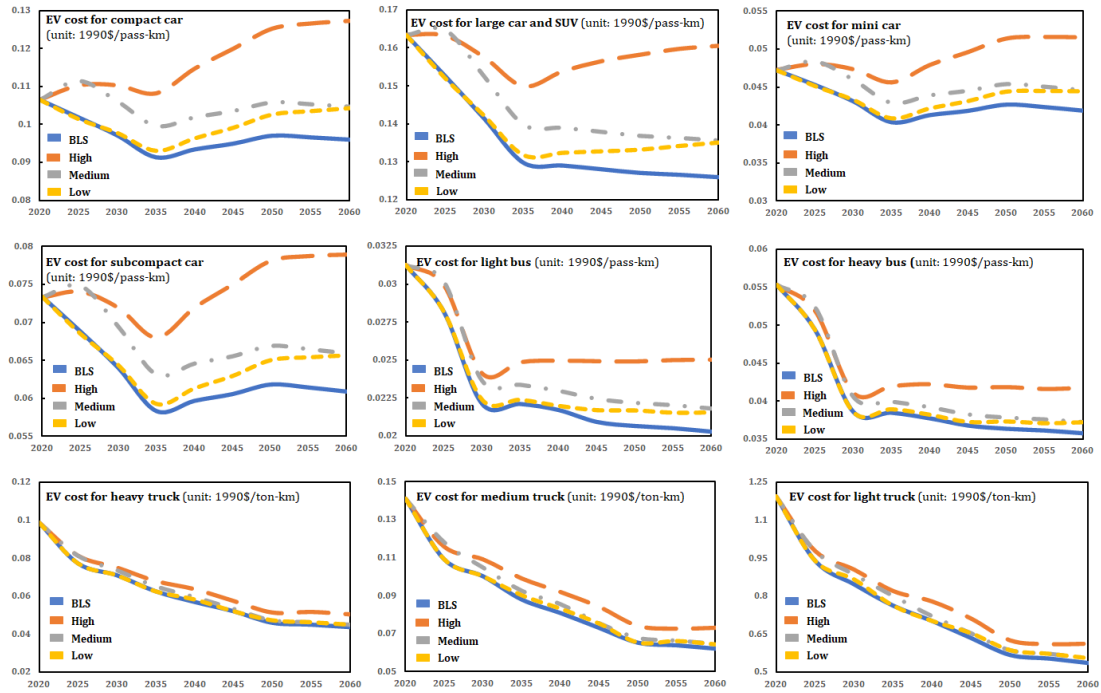 0.13
0.12
0.11
0.1
0.09
0.08
EV cost for compact car
(unit: 1990$/pass-km)
BLS
High
Medium
Low
2020 2025 2030 2035 2040 2045 2050 2055 2060
0.17
0.16
0.15
0.14
0.13
0.12
EV cost for large car and SUV (unit: 1990$/pass-km)
BLS
High
Medium
Low
2020 2025 2030 2035 2040 2045 2050 2055 2060
0.055
0.05
0.045
0.04
0.035
0.03
EV cost for mini car
(unit: 1990$/pass-km)
BLS
High
Medium
Low
2020 2025 2030 2035 2040 2045 2050 2055 2060
0.08
0.075
0.07
0.065
0.06
0.055
EV cost for subcompact car
(unit: 1990$/pass-km)
BLS
High
Medium
Low
2020 2025 2030 2035 2040 2045 2050 2055 2060
0.0325
0.03
0.0275
0.025
0.0225
0.02
EV cost for light bus (unit: 1990$/pass-km)
BLS
High
Medium
Low
2020 2025 2030 2035 2040 2045 2050 2055 2060
0.06
0.055
0.05
0.045
0.04
0.035
EV cost for heavy bus (unit: 1990$/pass-km)
BLS
High
Medium
Low
2020 2025 2030 2035 2040 2045 2050 2055 2060
0.12
0.1
0.08
0.06
0.04
0.02
EV cost for heavy truck (unit: 1990$/ton-km)
BLS
High
Medium
Low
2020 2025 2030 2035 2040 2045 2050 2055 2060
0.15
0.13
0.11
0.09
0.07
0.05
EV cost for medium truck (unit: 1990$/ton-km)
BLS
High
Medium
Low
2020 2025 2030 2035 2040 2045 2050 2055 2060
1.25
1.1
0.95
0.8
0.65
0.5
EV cost for light truck (unit: 1990$/ton-km)
BLS
High
Medium
Low
2020 2025 2030 2035 2040 2045 2050 2055 2060